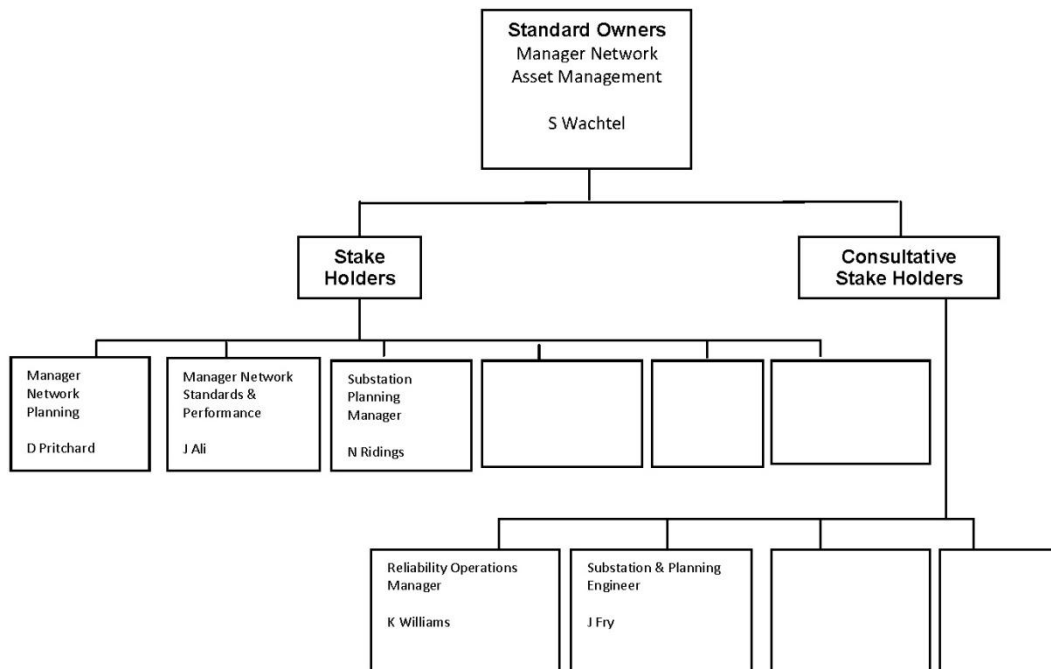 Standard Owners
Manager Network
Asset Management
S Wachtel
Stake
Holders
Consultative
Stake Holders
Manager
Network
Planning
D Pritchard
Manager Network
Standards &
Performance
J Ali
Substation
Planning
Manager
N Ridings
Reliability Operations
Manager
K Williams
Substation & Planning
Engineer
J Fry